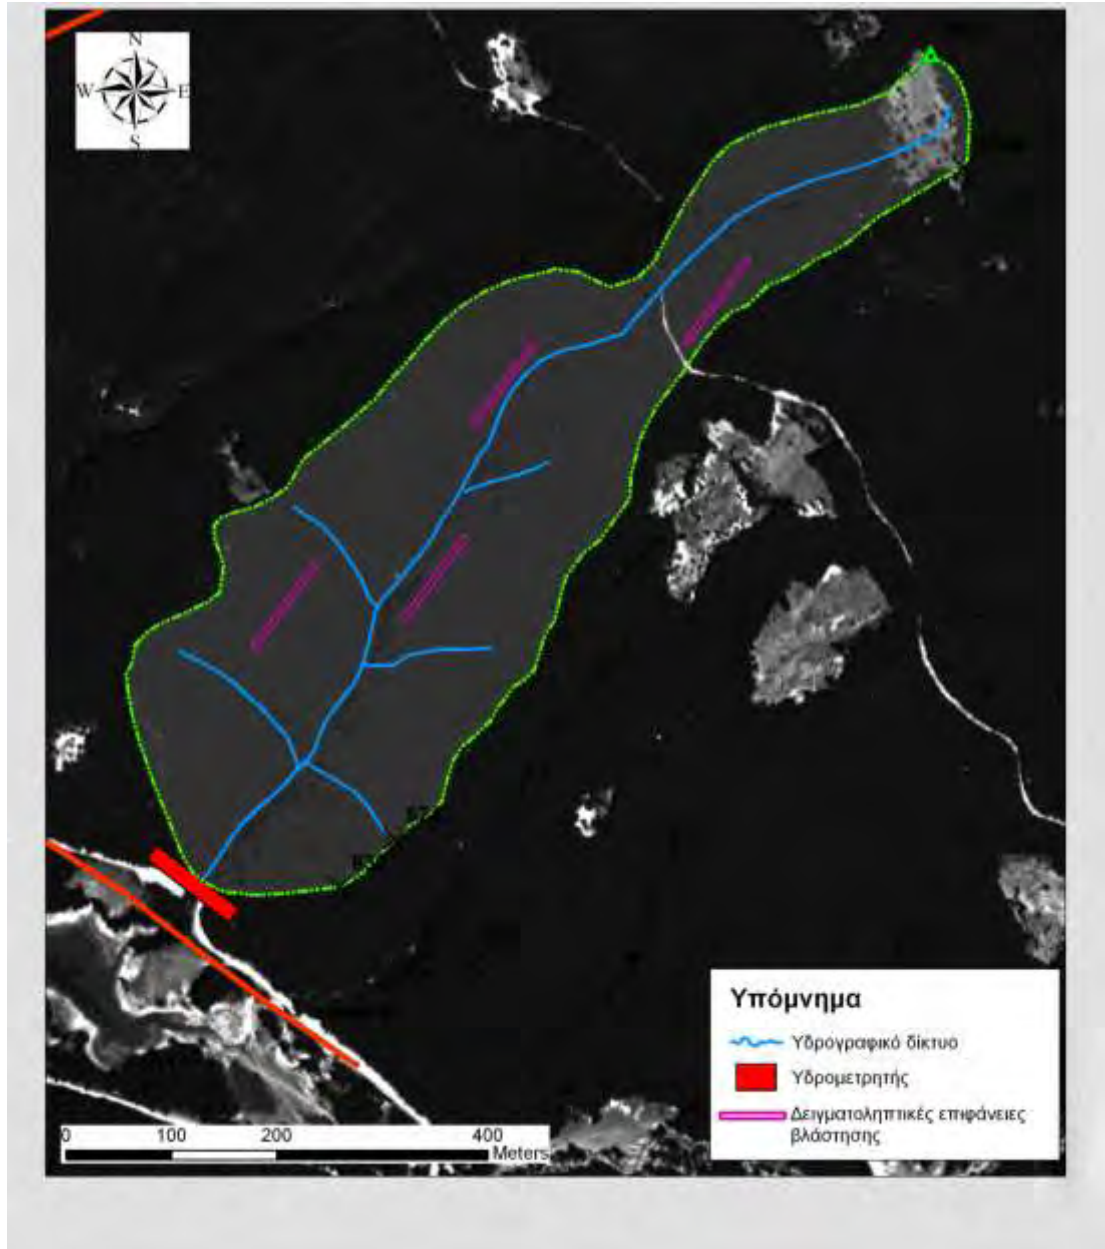 N
W E
S
Υπόμνημα
Υδρογραφικό δίκτυο
Υδρομετρητής
Δειγματοληπτικές επιφάνειες
βλάστησης
0 100 200 400
Meters